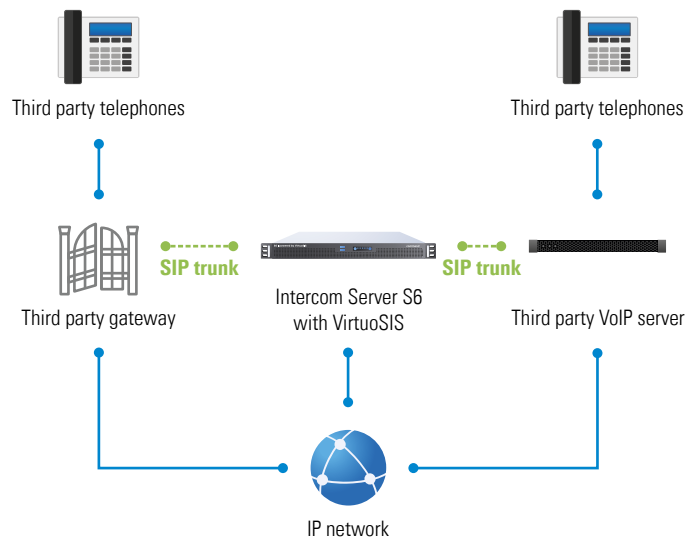 Third party telephones
Third party telephones
SIP trunk
SIP trunk
Third party gateway
Intercom Server S6
with VirtuoSIS
Third party VoIP server
IP network